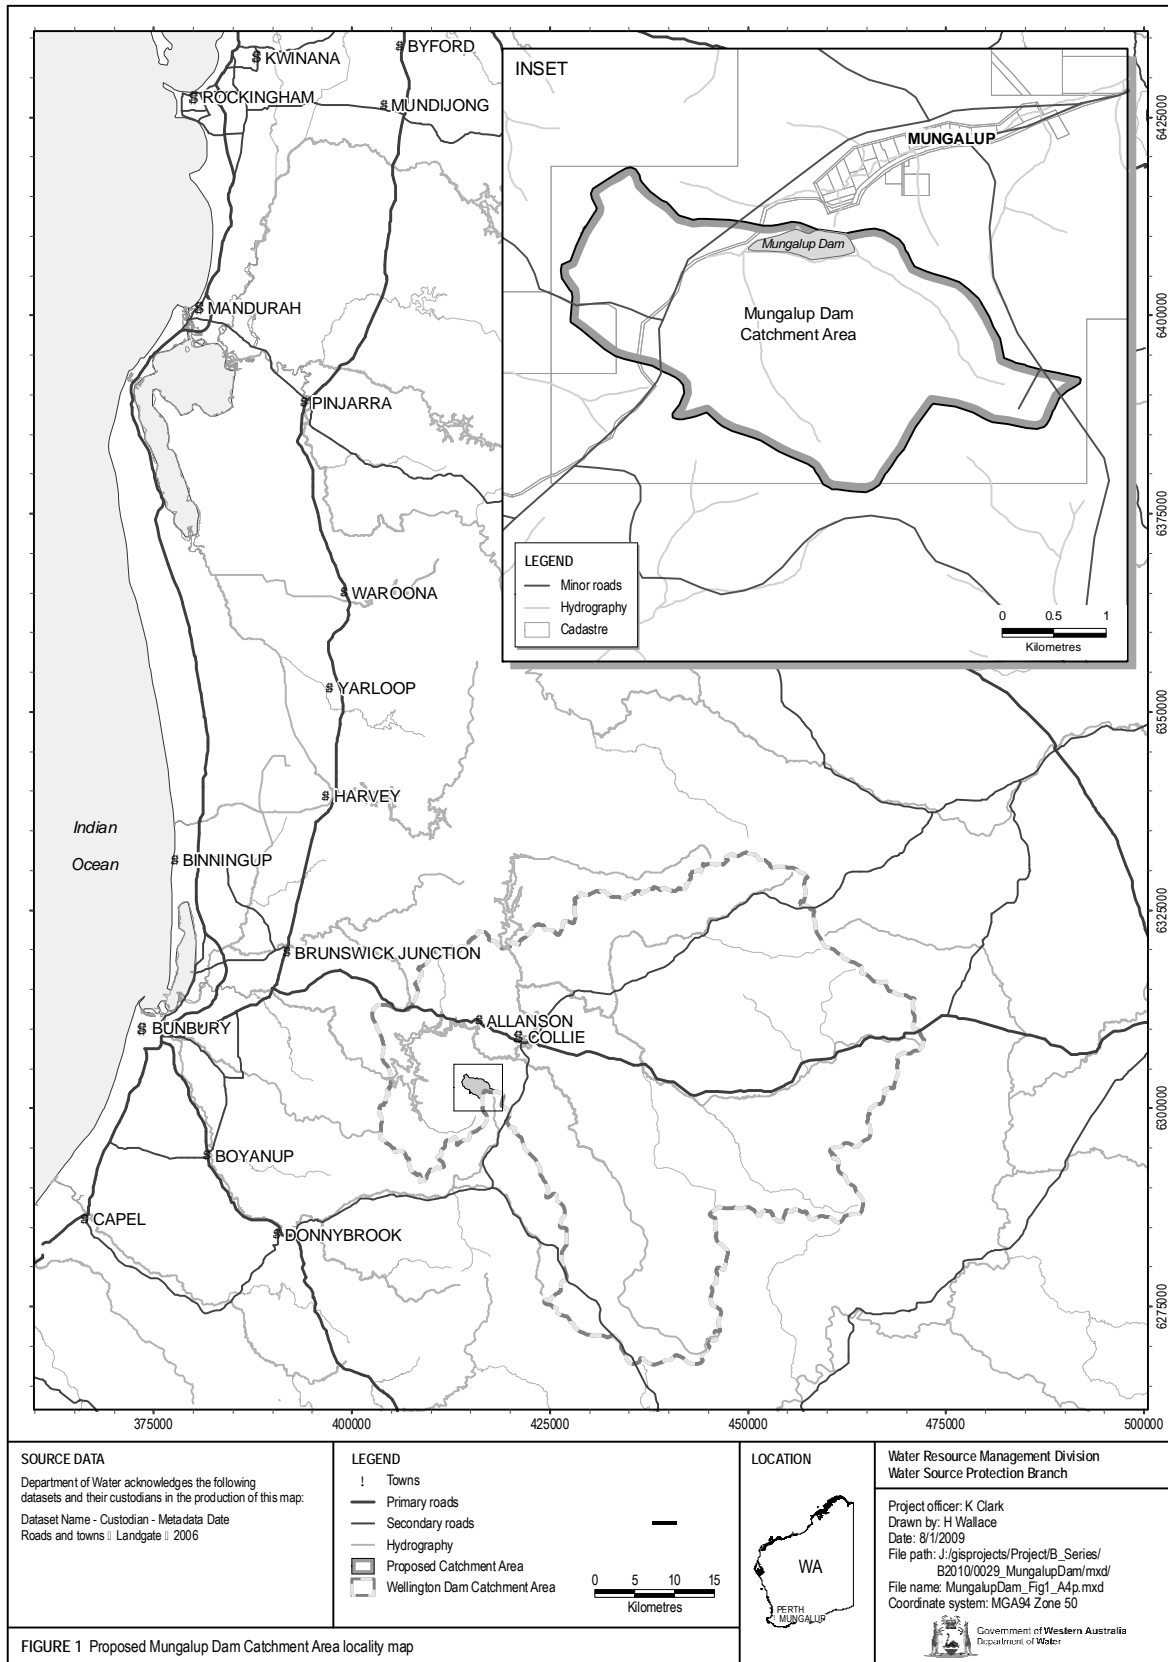 KWINANA
BYFORD
ROCKINGHAM
MUNDIJONG
MANDURAH
PINJARRA
WAROONA
YARLOOP
HARVEY
Indian
Ocean
BINNINGUP
BRUNSWICK JUNCTION
BUNBURY
ALLANSON
COLLIE
BOYANUP
CAPEL
DONNYBROOK
INSET
MUNGALUP
Mungalup Dam
Mungalup Dam
Catchment Area
LEGEND
Minor roads
Hydrography
Cadastre
0 0.5 1
Kilometres
6425000
6400000
6375000
6350000
6325000
6300000
6275000
375000 400000 425000 450000 475000 500000
SOURCE DATA
Department of Water acknowledges the following
datasets and their custodians in the production of this map:
Dataset Name - Custodian - Metadata Date
Roads and towns Landgate 2006
LEGEND
! Towns
Primary roads
Secondary roads
Hydrography
Proposed Catchment Area
Wellington Dam Catchment Area
0 5 10 15
Kilometres
LOCATION
WA
PERTH
MUNGALUP
Water Resource Management Division
Water Source Protection Branch
Project officer: K Clark
Drawn by: H Wallace
Date: 8/1/2009
File path: J:/gisprojects/Project/B_Series/
B2010/0029_MungalupDam/mxd/
File name: MungalupDam_Fig1_A4p.mxd
Coordinate system: MGA94 Zone 50
Government of Western Australia
Department of Water
FIGURE 1 Proposed Mungalup Dam Catchment Area locality map